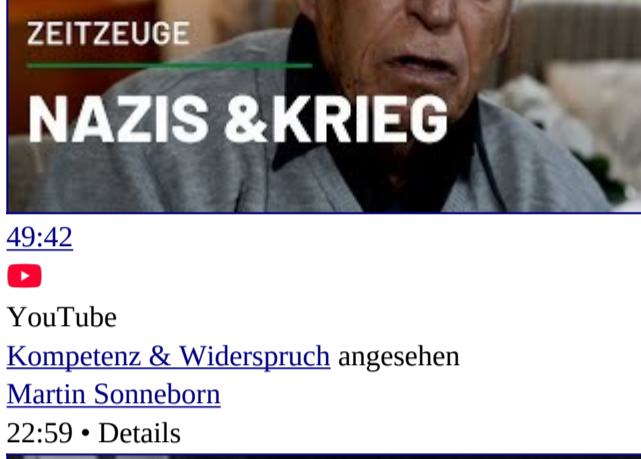 ZEITZEUGE
NAZIS &KRIEG
49:42
YouTube
Kompetenz & Widerspruch angesehen
Martin Sonneborn
22:59 • Details